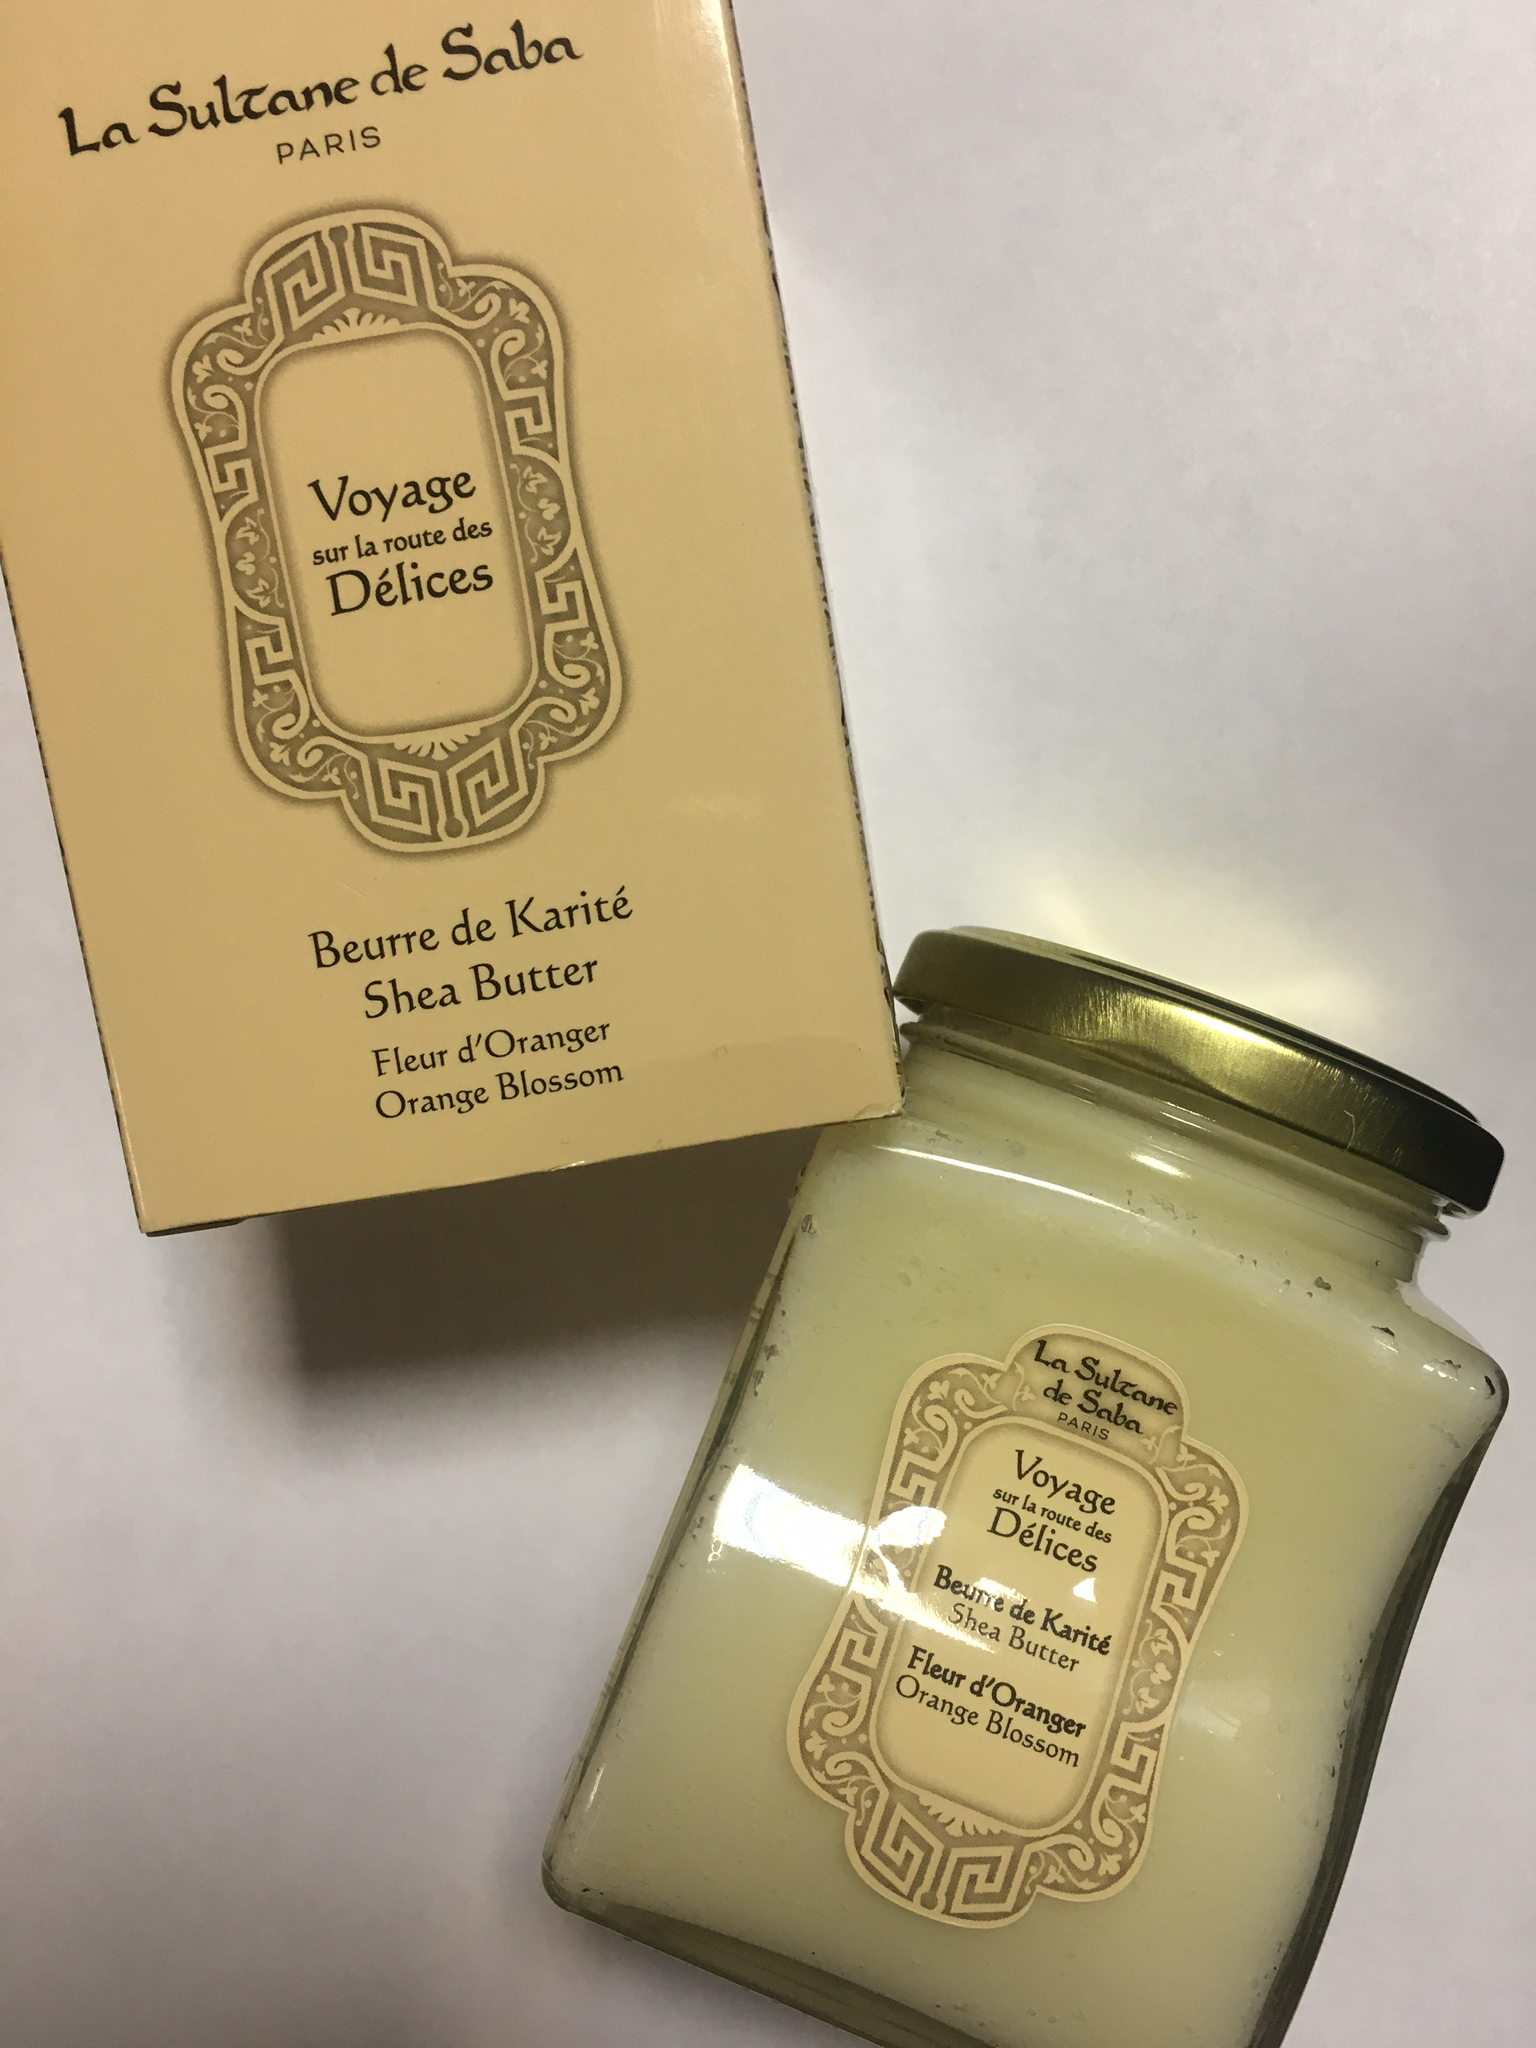 La Sultane de Saba
PARIS
Voyage
sur la route des
Délices
Beurre de Karité
Shea Butter
Fleur d'Oranger
Orange Blossom
La Sultane
de Saba
PARIS
Voyage
sur la route des
Délices
Beurre de Karité
Shea Butter
Fleur d'Oranger
Orange Blossom